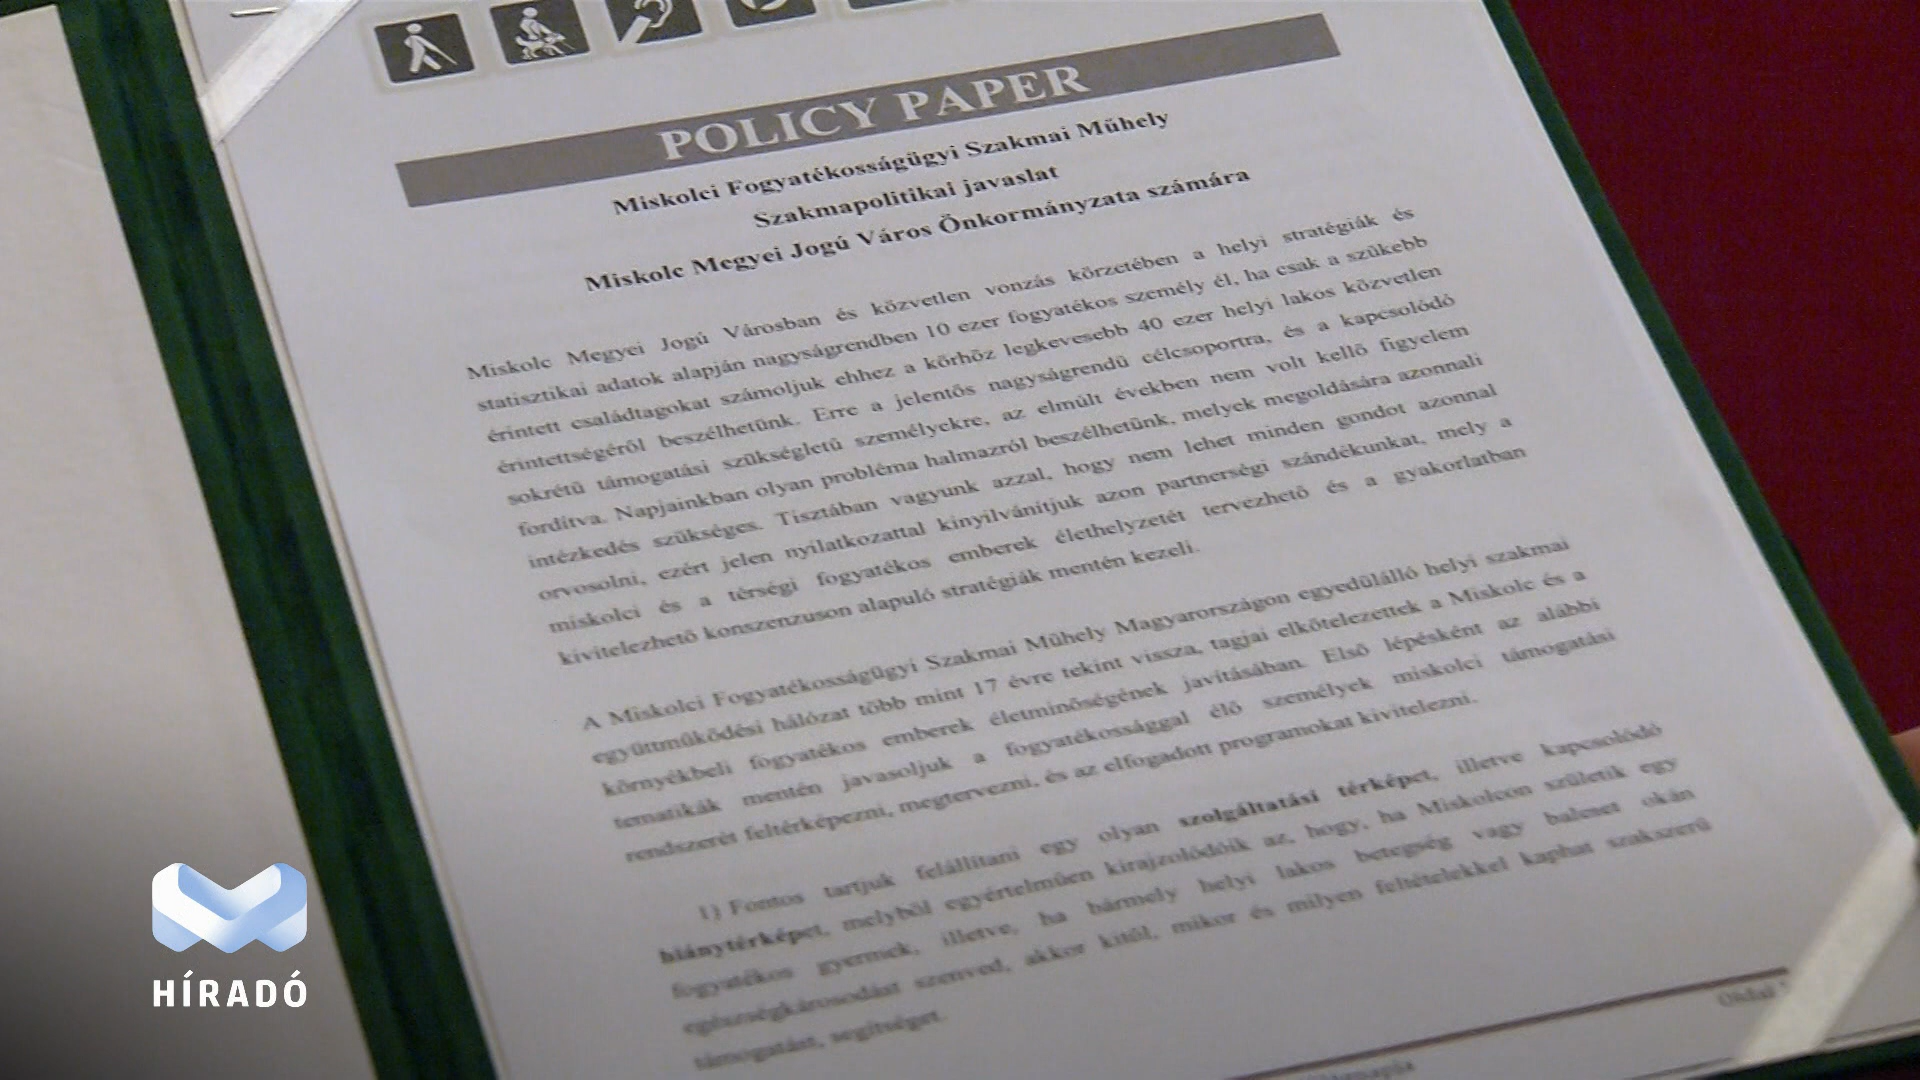 POLICY PAPER
Miskolci Fogyatékosságügyi Szakmai Műhely
Szakmapolitikai javaslat
Miskolc Megyei Jogú Város Önkormányzata számára
Miskolc Megyei Jogú Városban és közvetlen vonzás körzetében a helyi stratégiák és
statisztikai adatok alapján nagyságrendben 10 ezer fogyatékos személy él, ha csak a szűkebb
érintett családtagokat számoljuk ehhez a körhöz legkevesebb 40 ezer helyi lakos közvetlen
érintettségéről beszélhetünk. Erre a jelentős nagyságrendű célcsoportra, és a kapcsolódó
sokrétű támogatási szükségletű személyekre, az elmúlt években nem volt kellő figyelem
fordítva. Napjainkban olyan probléma halmazról beszélhetünk, melyek megoldására azonnali
intézkedés szükséges. Tisztában vagyunk azzal, hogy nem lehet minden gondot azonnal
orvosolni, ezért jelen nyilatkozattal kinyilvánítjuk azon partnerségi szándékunkat, mely a
miskolci és a térségi fogyatékos emberek élethelyzetét tervezhető és a gyakorlatban
kivitelezhető konszenzuson alapuló stratégiák mentén kezeli.
A Miskolci Fogyatékosságügyi Szakmai Műhely Magyarországon egyedülálló helyi szakmai
együttműködési hálózat több mint 17 évre tekint vissza, tagjai elkötelezettek a Miskolc és a
környékbeli fogyatékos emberek életminőségének javításában. Első lépésként az alábbi
tematikák mentén javasoljuk a fogyatékossággal élő személyek miskolci támogatási
rendszerét feltérképezni, megtervezni, és az elfogadott programokat kivitelezni.
1) Fontos tartjuk felállítani egy olyan szolgáltatási térképet, illetve kapcsolódó
hiánytérképet, melyből egyértelműen kirajzolódóik az, hogy, ha Miskolcon születik egy
fogyatékos gyermek, illetve, ha bármely helyi lakos betegség vagy baleset okán
egészségkárosodást szenved, akkor kitől, mikor és milyen feltételekkel kaphat szakszerű
támogatást, segítséget.
Oldal
HÍRADÓ